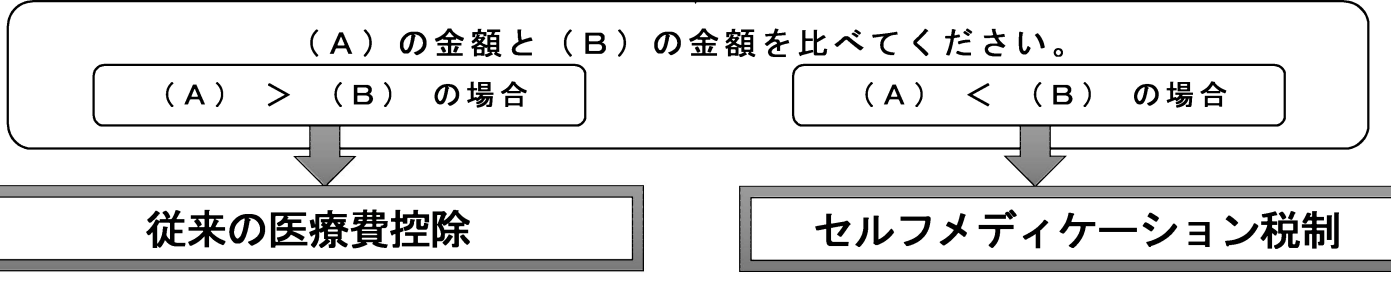 （A）の金額と（B）の金額を比べてください。
（A） ＞ （B） の場合
（A） ＜ （B） の場合
従来の医療費控除
セルフメディケーション税制